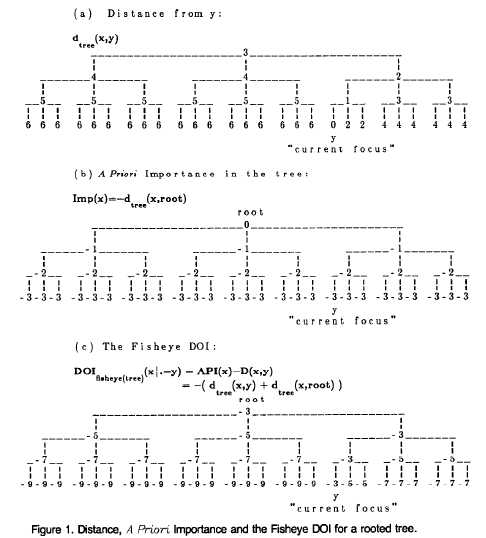 (a) Distance from y:
d tree (x,y)
3
4 4 2
5 5 5 5 5 5 1 3 3
6 6 6 6 6 6 6 6 6 6 6 6 6 6 6 6 6 6 0 2 2 4 4 4 4 4 4
y
"current focus"
(b) A Priori Importance in the tree:
Imp(x)=-d tree (x,root)
root
0
-1 -1 -1
-2 -2 -2 -2 -2 -2 -2 -2 -2
-3-3-3 -3-3-3 -3-3-3 -3-3-3 -3-3-3 -3-3-3 -3-3-3 -3-3-3 -3-3-3
y
"current focus"
(c) The Fisheye DOI:
DOI fisheye(tree) (x|.=y) = API(x)-D(x,y)
= -( d tree (x,y) + d tree (x,root) )
root
-3
-5 -5 -3
-7 -7 -7 -7 -7 -7 -3 -5 -5
-9-9-9 -9-9-9 -9-9-9 -9-9-9 -9-9-9 -9-9-9 -3-5-5 -7-7-7 -7-7-7
y
"current focus"
Figure 1. Distance, A Priori Importance and the Fisheye DOI for a rooted tree.